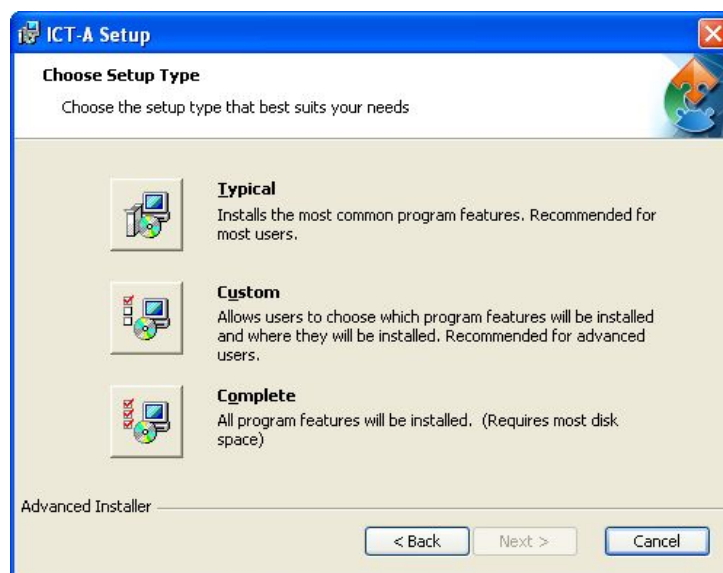 ICT-A Setup
Choose Setup Type
Choose the setup type that best suits your needs
Typical
Installs the most common program features. Recommended for
most users.
Custom
Allows users to choose which program features will be installed
and where they will be installed. Recommended for advanced
users.
Complete
All program features will be installed. (Requires most disk
space)
Advanced Installer
< Back Next > Cancel